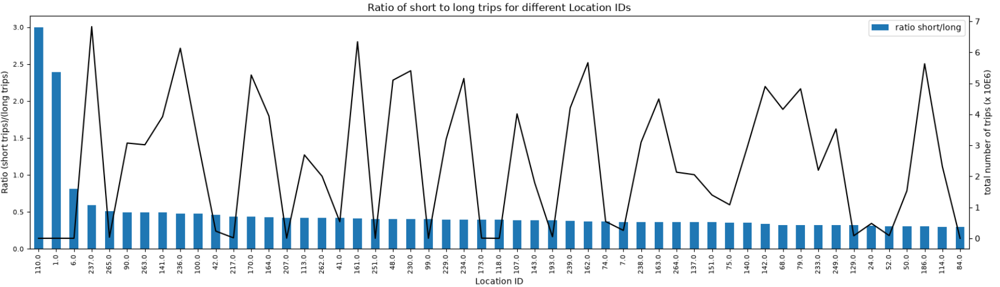 Ratio of short to long trips for different Location IDs
ratio short/long
Ratio (short trips)/(long trips)
3.0
2.5
2.0
1.5
1.0
0.5
0.0
7
6
5
4
3
2
1
0
total number of trips (x 10E6)
110.0 1.0 6.0 237.0 265.0 90.0 263.0 141.0 236.0 100.0 42.0 217.0 170.0 164.0 207.0 113.0 262.0 41.0 161.0 251.0 48.0 230.0 99.0 229.0 234.0 173.0 118.0 107.0 143.0 193.0 239.0 162.0 74.0 7.0 238.0 163.0 264.0 137.0 151.0 75.0 140.0 142.0 68.0 79.0 233.0 249.0 129.0 24.0 52.0 50.0 186.0 114.0 84.0
Location ID